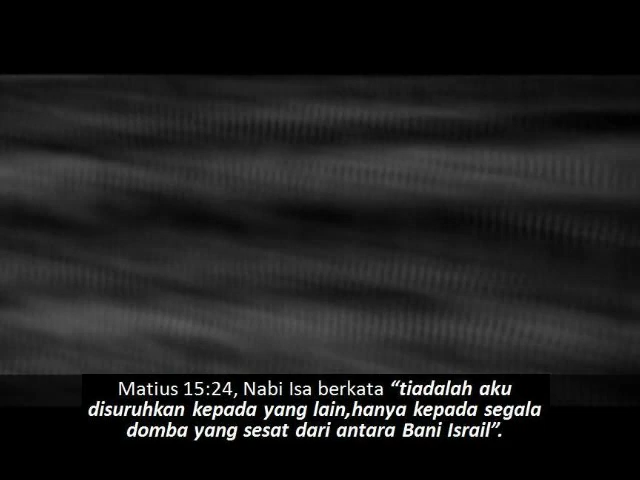 Matius 15:24, Nabi Isa berkata “tiadalah aku
disuruhkan kepada yang lain,hanya kepada segala
domba yang sesat dari antara Bani Israil”.